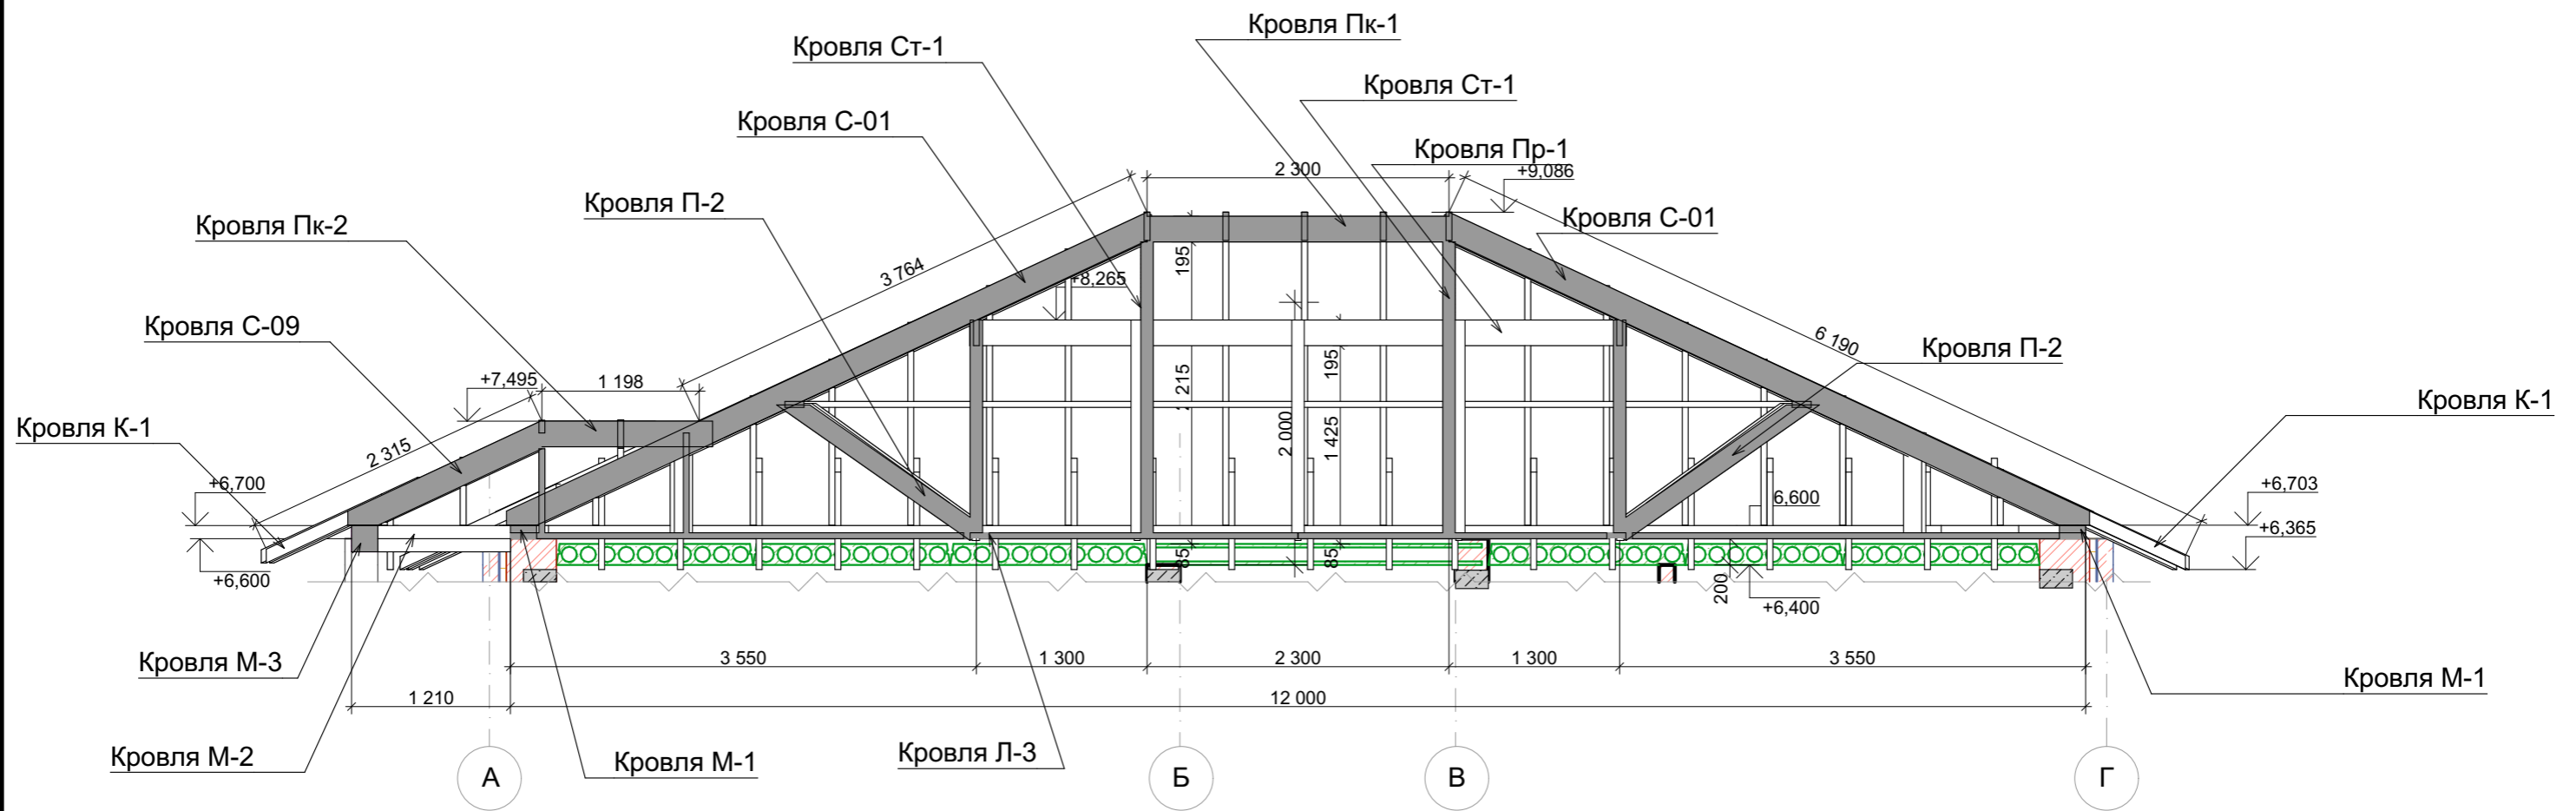 Кровля Пк-1
Кровля Ст-1
Кровля Ст-1
Кровля С-01
Кровля Пр-1
2 300
+9,086
Кровля П-2
Кровля С-01
Кровля Пк-2
3 764
195
+8,265
Кровля С-09
6 190
Кровля П-2
+7,495
1 198
195
215
Кровля К-1
Кровля К-1
2 315
2 000
1 425
+6,700
6,600
+6,703
+6,365
85
85
+6,600
200
+6,400
Кровля М-3
3 550
1 300
2 300
1 300
3 550
Кровля М-1
1 210
12 000
Кровля М-2
Кровля М-1
Кровля Л-3
А
Б
В
Г